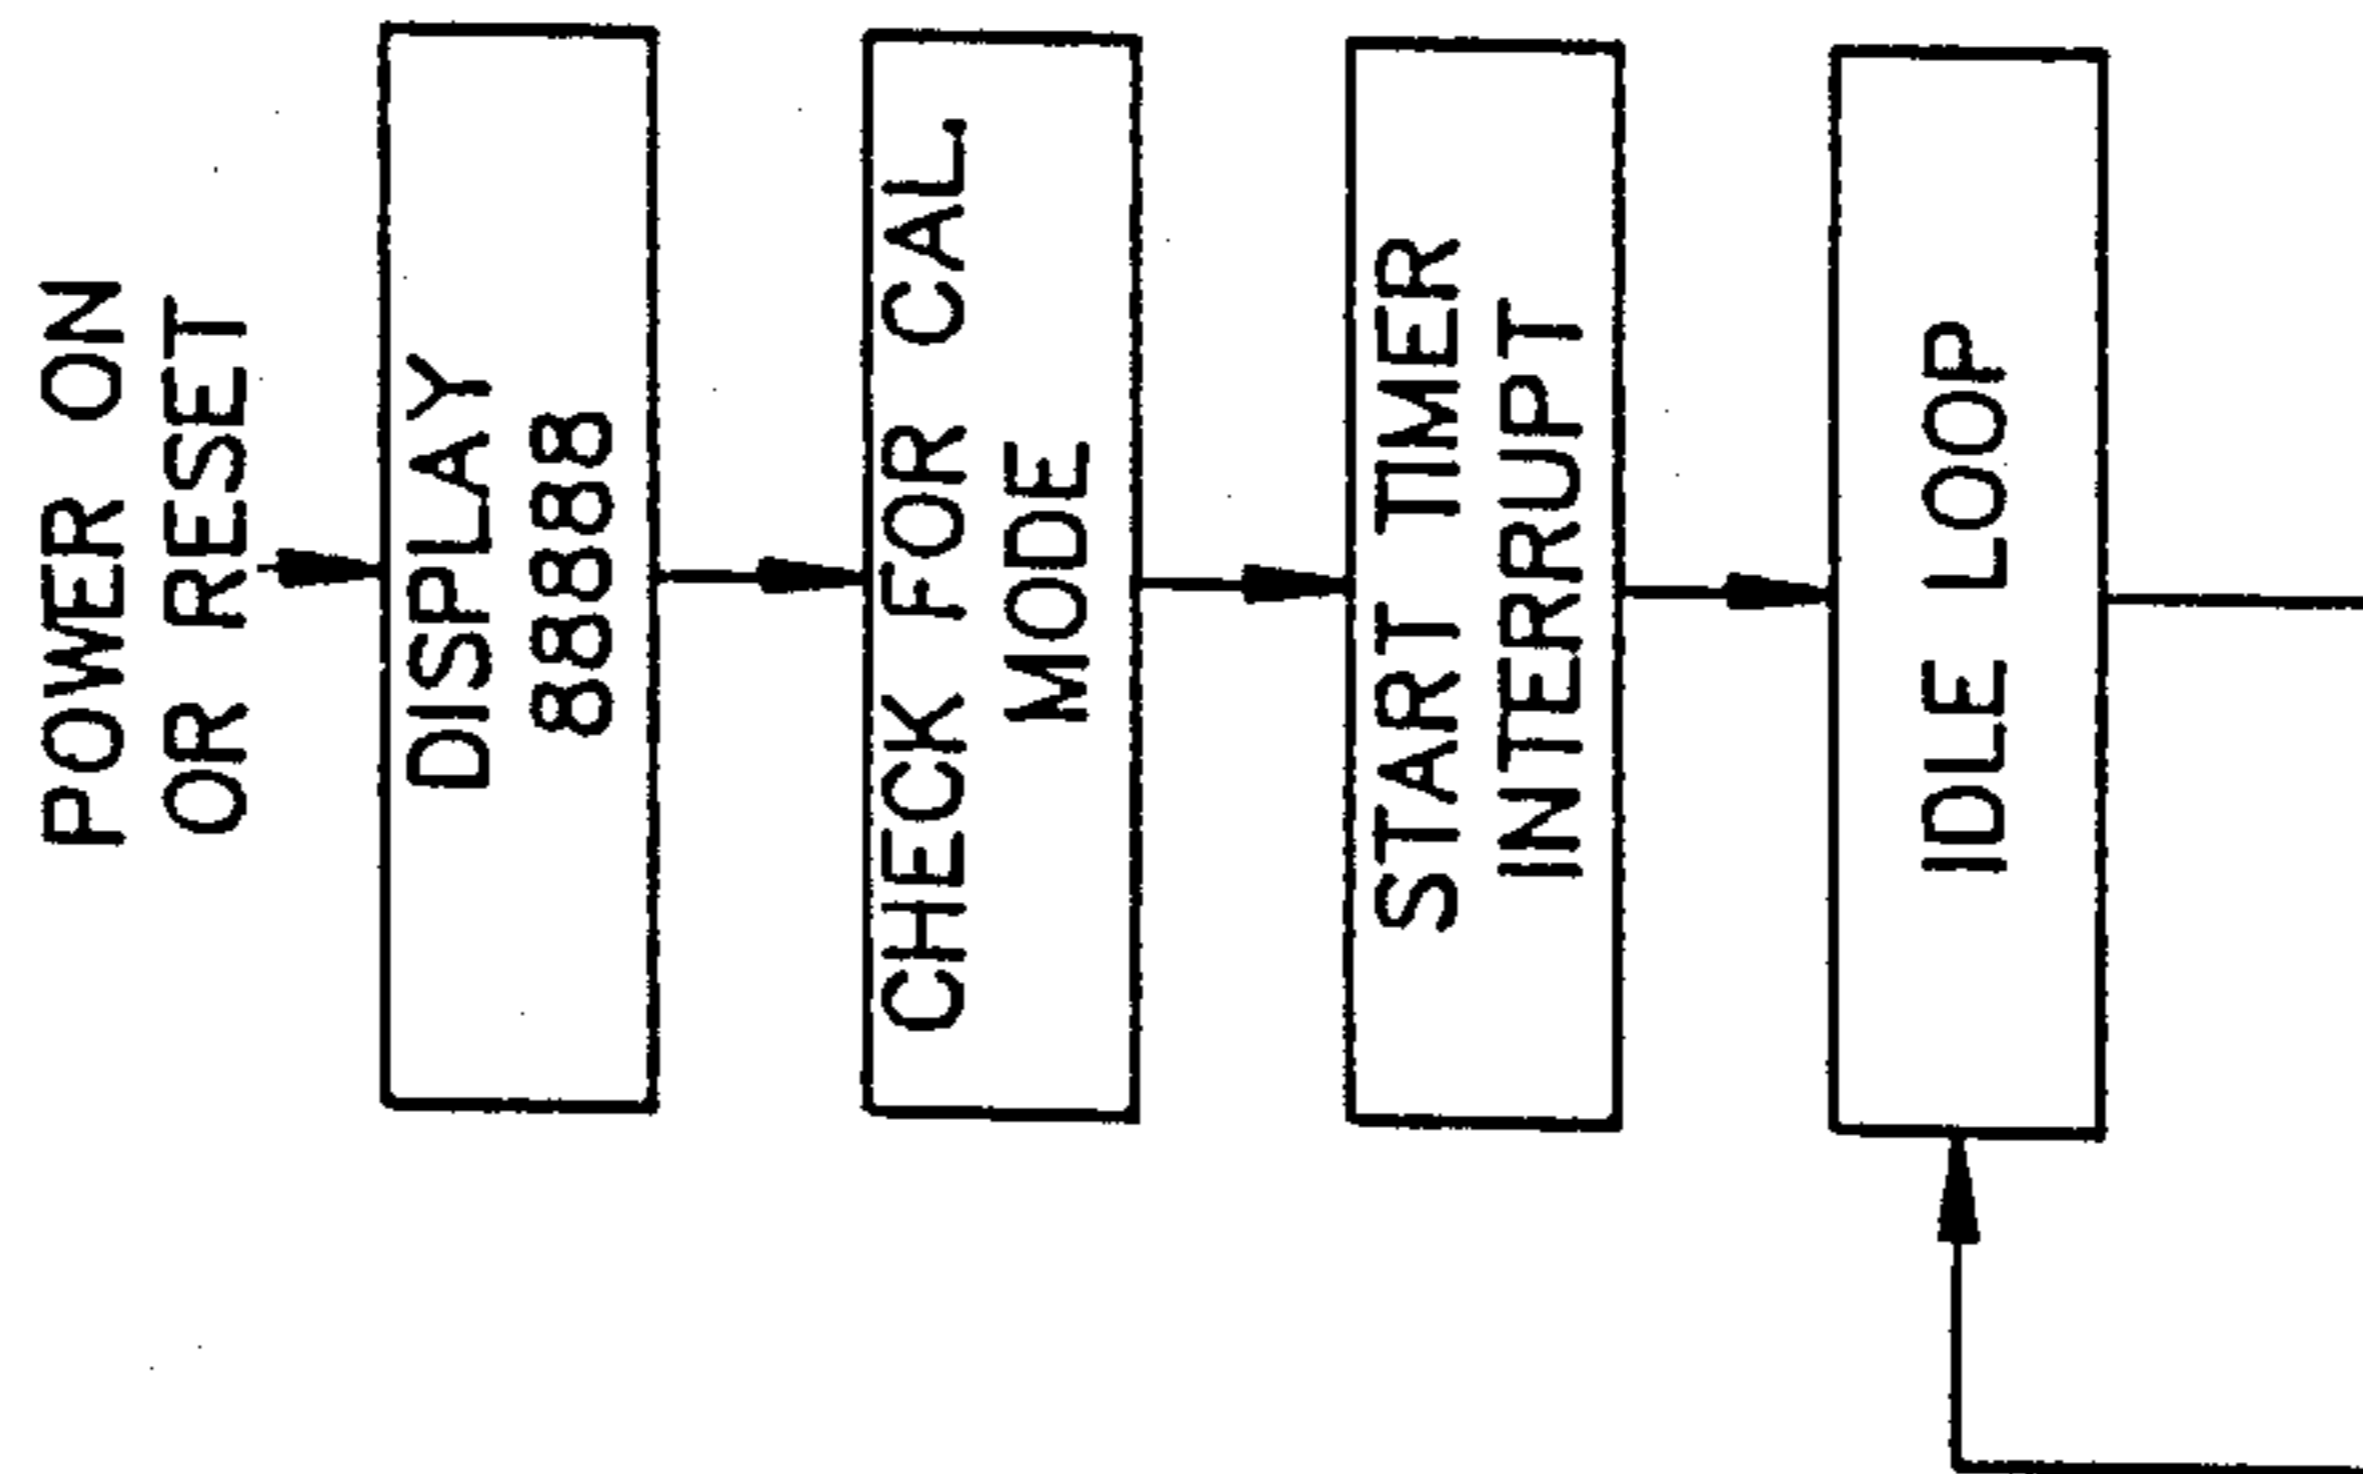 POWER ON
OR RESET
DISPLAY
88888
CHECK FOR CAL.
MODE
START TIMER
INTERRUPT
IDLE LOOP